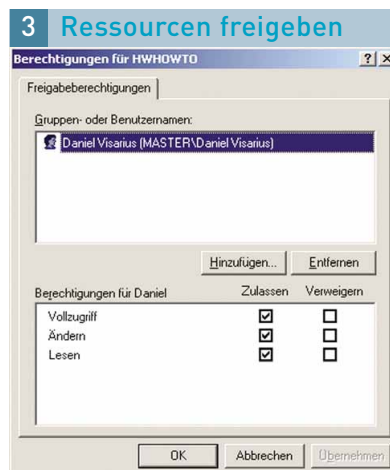 3 Ressourcen freigeben
Berechtigungen für HWHOWTO
Freigabeberechtigungen
Gruppen- oder Benutzernamen:
Daniel Visarius (MASTER\Daniel Visarius)
Hinzufügen... Entfernen
Berechtigungen für Daniel Zulassen Verweigern
Vollzugriff
Ändern
Lesen
OK Abbrechen Übernehmen